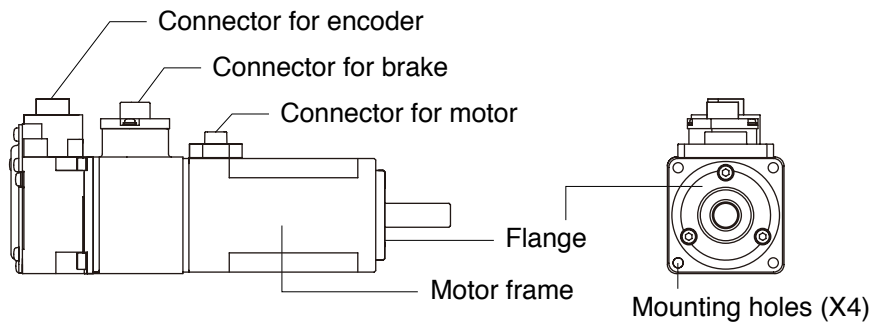 Connector for encoder
Connector for brake
Connector for motor
Flange
Motor frame
Mounting holes (X4)